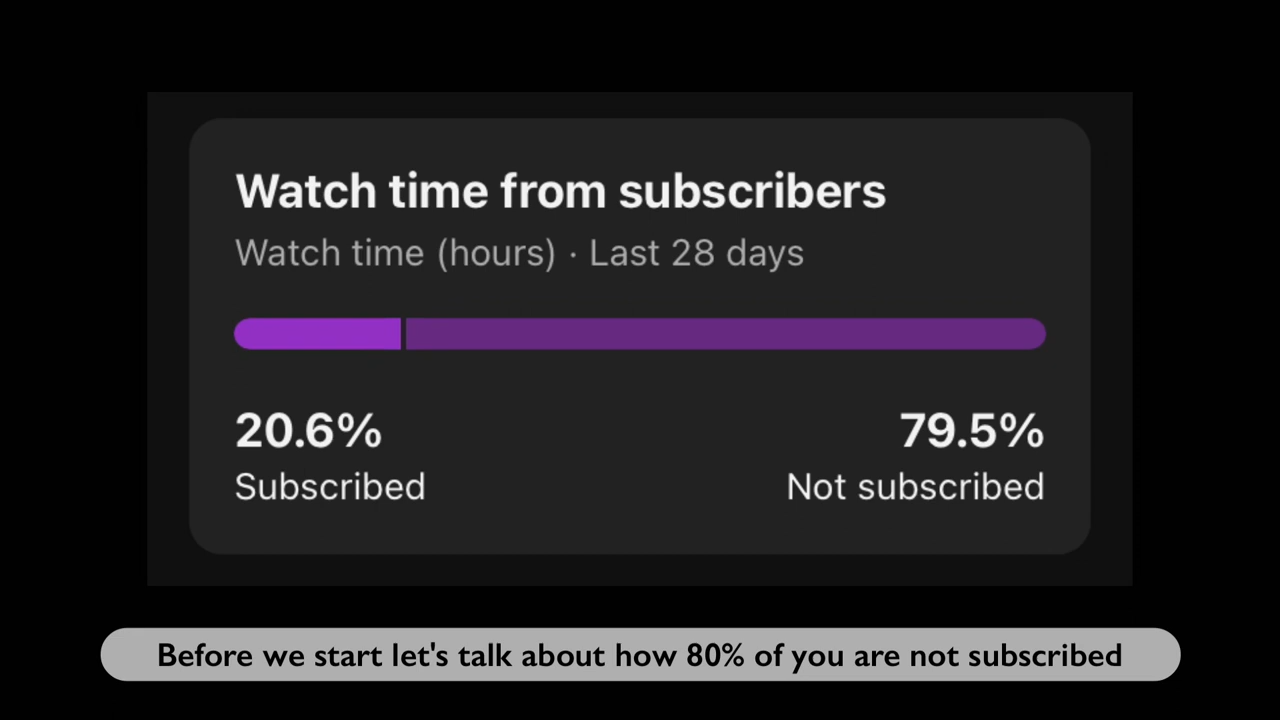 Watch time from subscribers
Watch time (hours) · Last 28 days
20.6% 79.5%
Subscribed Not subscribed
Before we start let's talk about how 80% of you are not subscribed